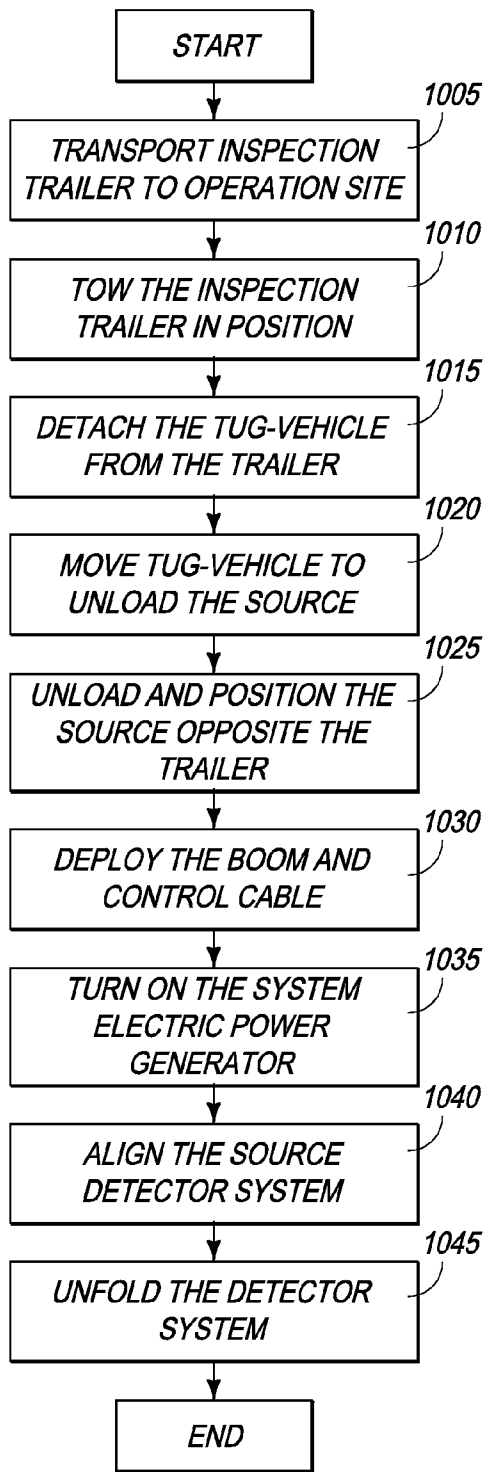 START
1005
TRANSPORT INSPECTION
TRAILER TO OPERATION SITE
1010
TOW THE INSPECTION
TRAILER IN POSITION
1015
DETACH THE TUG-VEHICLE
FROM THE TRAILER
1020
MOVE TUG-VEHICLE TO
UNLOAD THE SOURCE
1025
UNLOAD AND POSITION THE
SOURCE OPPOSITE THE
TRAILER
1030
DEPLOY THE BOOM AND
CONTROL CABLE
1035
TURN ON THE SYSTEM
ELECTRIC POWER
GENERATOR
1040
ALIGN THE SOURCE
DETECTOR SYSTEM
1045
UNFOLD THE DETECTOR
SYSTEM
END